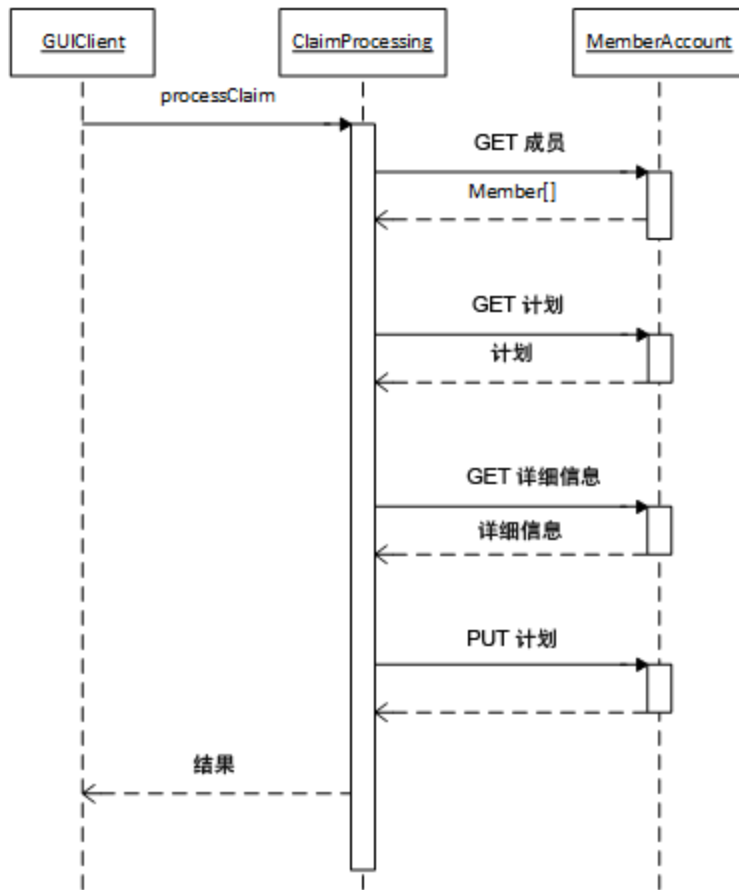 GUIClient
ClaimProcessing
MemberAccount
processClaim
GET 成员
Member[]
GET 计划
计划
GET 详细信息
详细信息
PUT 计划
结果